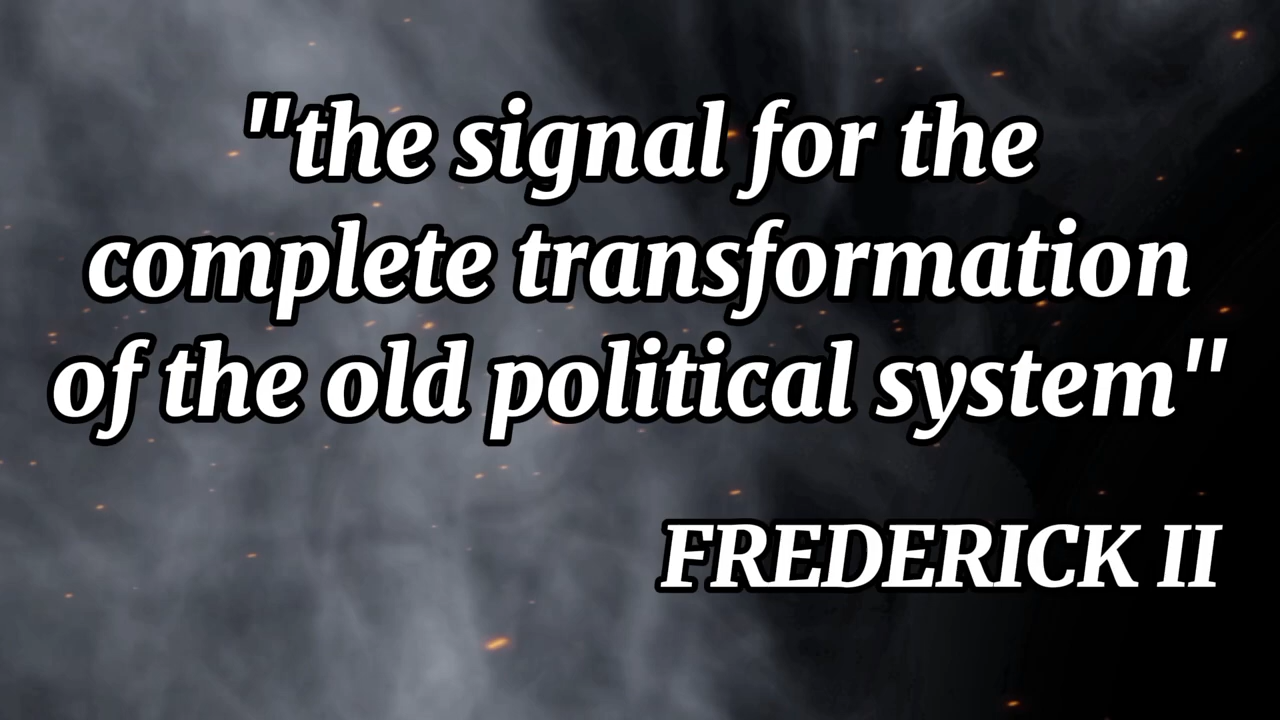 "the signal for the
complete transformation
of the old political system"
FREDERICK II